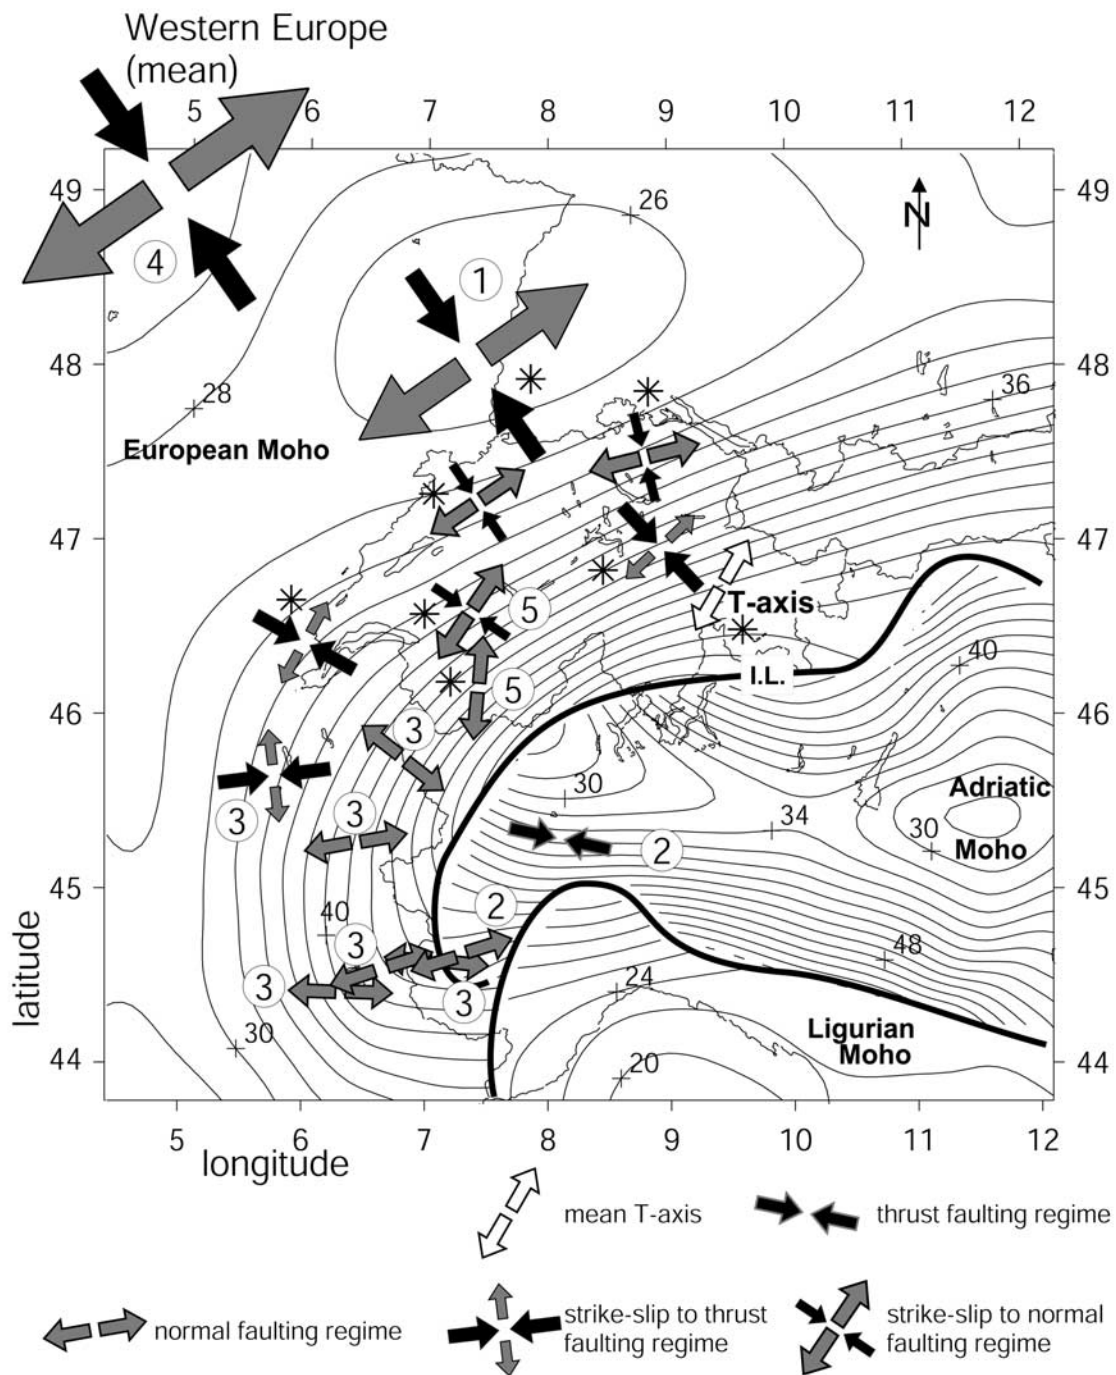 Western Europe
(mean)
5 6 7 8 9 10 11 12
49 49
26
N
4 1
48 48
28 36
European Moho
47 47
T-axis
5
I.L. 40
46 5 46
3
30 Adriatic
3 3 34 30
2 Moho
45 45
2
40 3 48
3 3 24
30 Ligurian
Moho
44 20 44
latitude
5 6 7 8 9 10 11 12
longitude
mean T-axis thrust faulting regime
normal faulting regime
strike-slip to thrust
faulting regime
strike-slip to normal
faulting regime